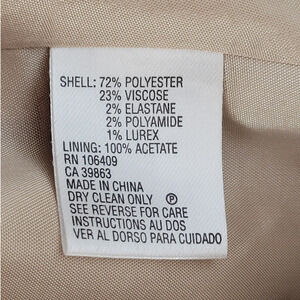 SHELL: 72% POLYESTER
23% VISCOSE
2% ELASTANE
2% POLYAMIDE
1% LUREX
LINING: 100% ACETATE
RN 106409
CA 39863
MADE IN CHINA
DRY CLEAN ONLY Ⓟ
SEE REVERSE FOR CARE
INSTRUCTIONS AU DOS
VER AL DORSO PARA CUIDADO